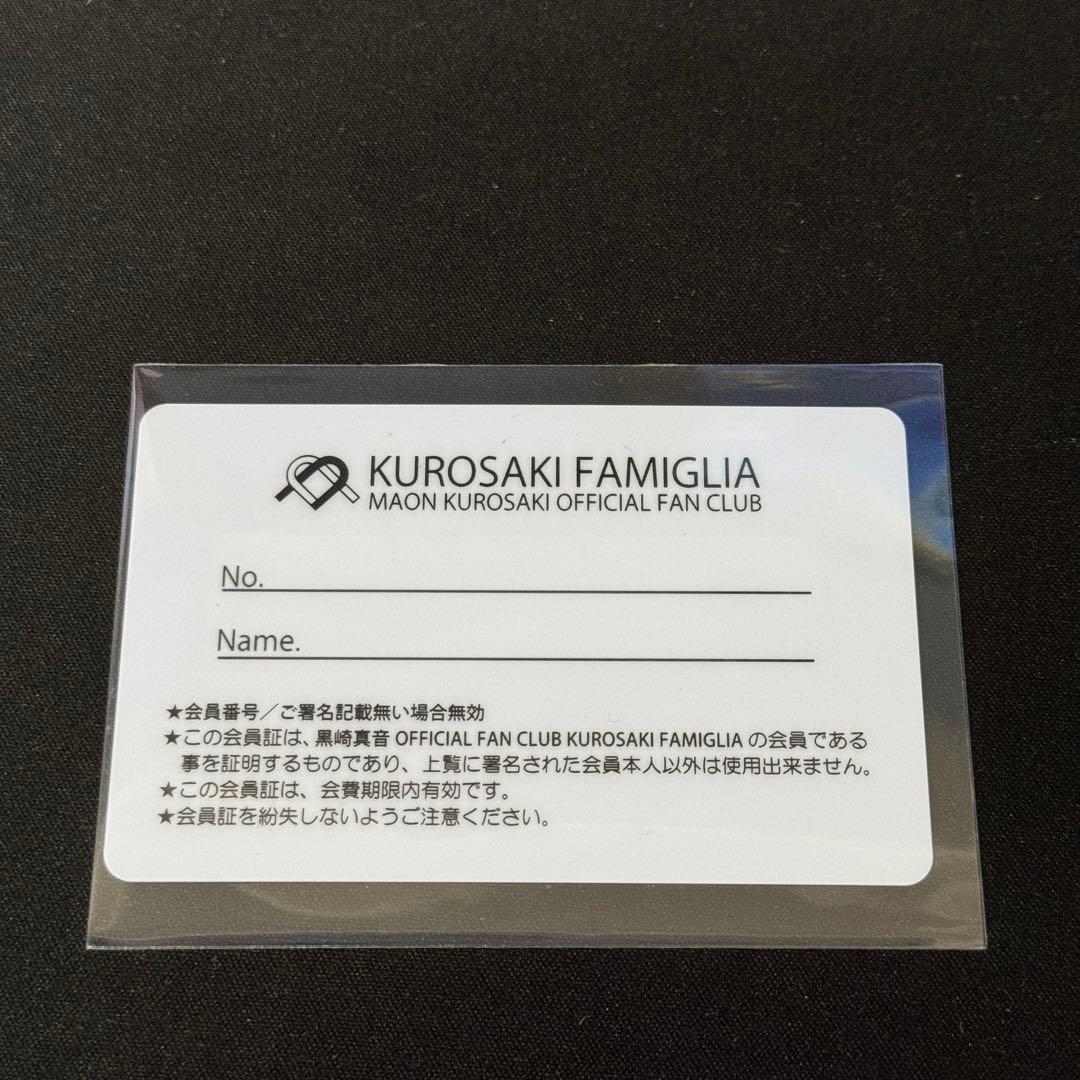 KUROSAKI FAMIGLIA
MAON KUROSAKI OFFICIAL FAN CLUB
No.
Name.
★会員番号／ご署名記載無い場合無効
★この会員証は、黒崎真音 OFFICIAL FAN CLUB KUROSAKI FAMIGLIA の会員である
事を証明するものであり、上覧に署名された会員本人以外は使用出来ません。
★この会員証は、会費期限内有効です。
★会員証を紛失しないようご注意ください。